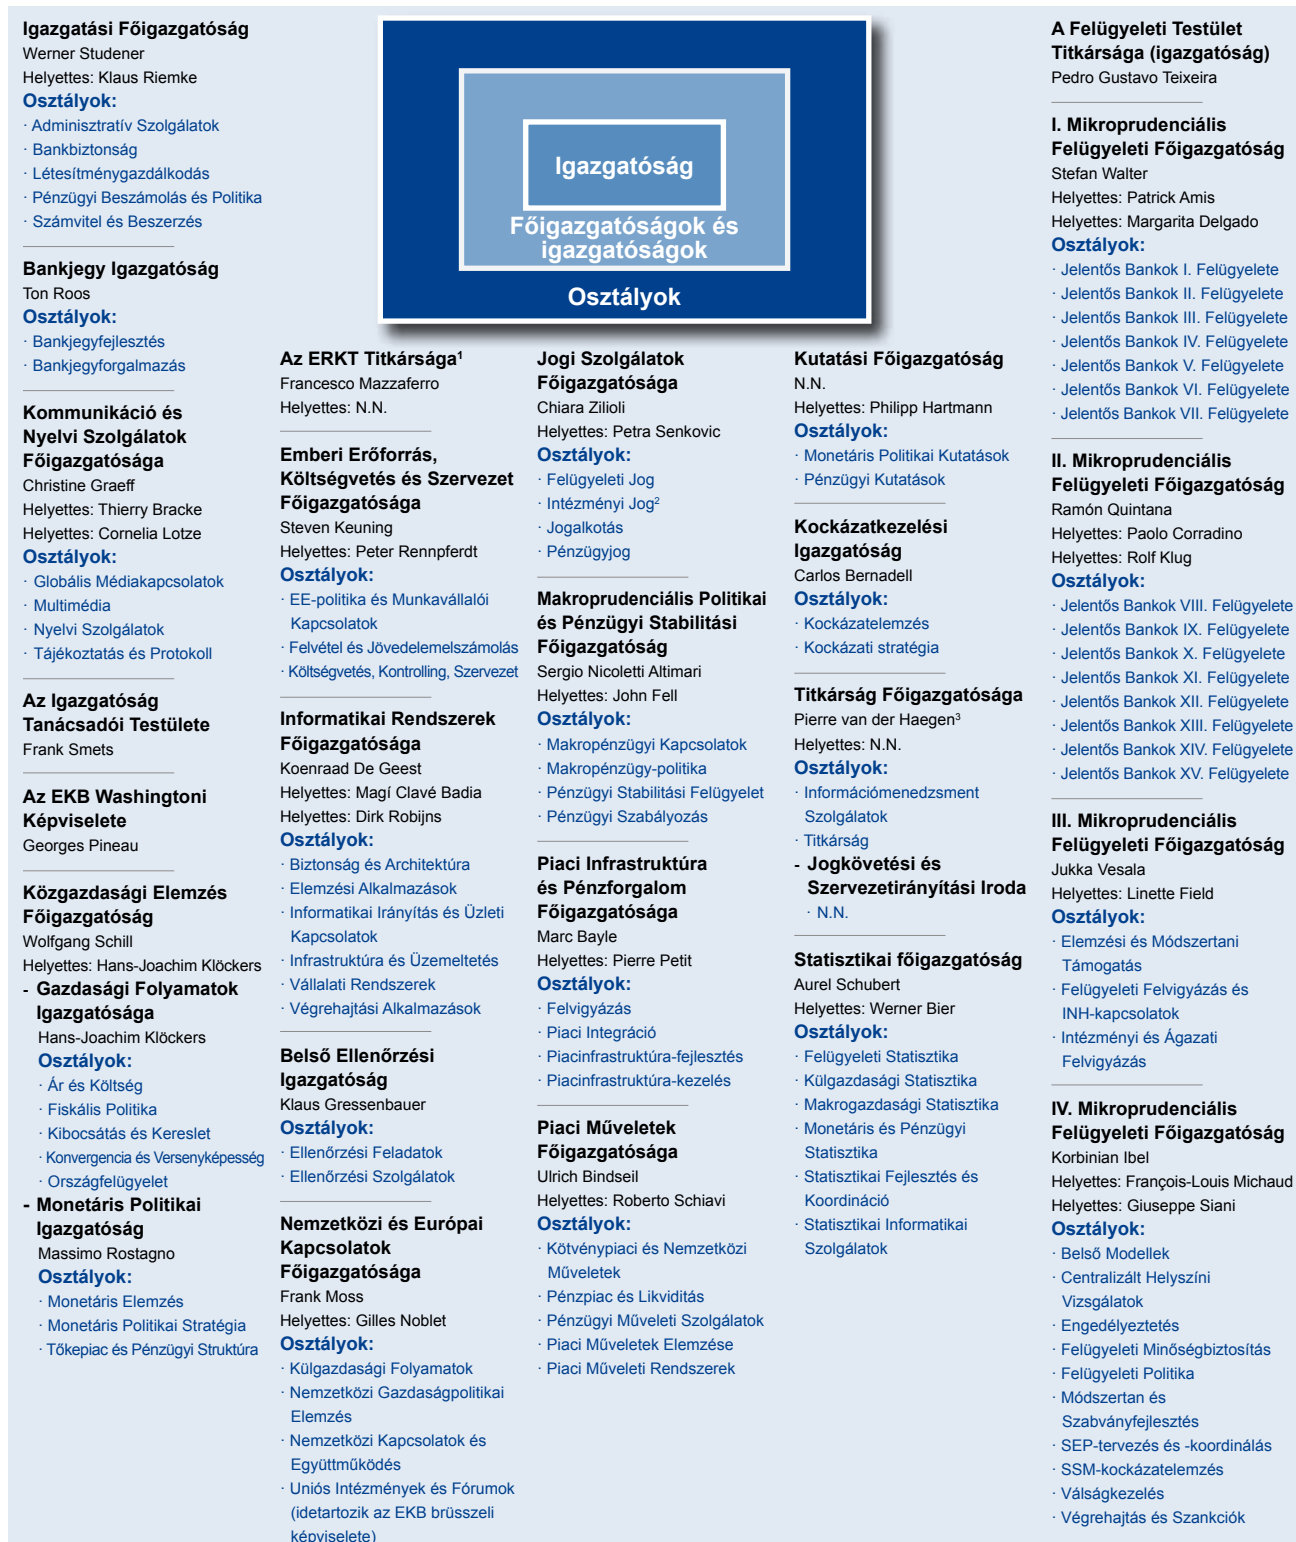 Igazgatási Főigazgatóság
Werner Studener
Helyettes: Klaus Riemke
Osztályok:
· Adminisztratív Szolgálatok
· Bankbiztonság
· Létesítménygazdálkodás
· Pénzügyi Beszámolás és Politika
· Számvitel és Beszerzés
Bankjegy Igazgatóság
Ton Roos
Osztályok:
· Bankjegyfejlesztés
· Bankjegyforgalmazás
Kommunikáció és
Nyelvi Szolgálatok
Főigazgatósága
Christine Graeff
Helyettes: Thierry Bracke
Helyettes: Cornelia Lotze
Osztályok:
· Globális Médiakapcsolatok
· Multimédia
· Nyelvi Szolgálatok
· Tájékoztatás és Protokoll
Az Igazgatóság
Tanácsadói Testülete
Frank Smets
Az EKB Washingtoni
Képviselete
Georges Pineau
Közgazdasági Elemzés
Főigazgatóság
Wolfgang Schill
Helyettes: Hans-Joachim Klöckers
- Gazdasági Folyamatok
Igazgatósága
Hans-Joachim Klöckers
Osztályok:
· Ár és Költség
· Fiskális Politika
· Kibocsátás és Kereslet
· Konvergencia és Versenyképesség
· Országfelügyelet
- Monetáris Politikai
Igazgatóság
Massimo Rostagno
Osztályok:
· Monetáris Elemzés
· Monetáris Politikai Stratégia
· Tőkepiac és Pénzügyi Struktúra
Igazgatóság
Főigazgatóságok és
igazgatóságok
Osztályok
Az ERKT Titkársága¹
Francesco Mazzaferro
Helyettes: N.N.
Emberi Erőforrás,
Költségvetés és Szervezet
Főigazgatósága
Steven Keuning
Helyettes: Peter Rennpferdt
Osztályok:
· EE-politika és Munkavállalói
Kapcsolatok
· Felvétel és Jövedelemelszámolás
· Költségvetés, Kontrolling, Szervezet
Informatikai Rendszerek
Főigazgatósága
Koenraad De Geest
Helyettes: Magí Clavé Badia
Helyettes: Dirk Robijns
Osztályok:
· Biztonság és Architektúra
· Elemzési Alkalmazások
· Informatikai Irányítás és Üzleti
Kapcsolatok
· Infrastruktúra és Üzemeltetés
· Vállalati Rendszerek
· Végrehajtási Alkalmazások
Belső Ellenőrzési
Igazgatóság
Klaus Gressenbauer
Osztályok:
· Ellenőrzési Feladatok
· Ellenőrzési Szolgálatok
Nemzetközi és Európai
Kapcsolatok
Főigazgatósága
Frank Moss
Helyettes: Gilles Noblet
Osztályok:
· Külgazdasági Folyamatok
· Nemzetközi Gazdaságpolitikai
Elemzés
· Nemzetközi Kapcsolatok és
Együttműködés
· Uniós Intézmények és Fórumok
(idetartozik az EKB brüsszeli
képviselete)
Jogi Szolgálatok
Főigazgatósága
Chiara Zilioli
Helyettes: Petra Senkovic
Osztályok:
· Felügyeleti Jog
· Intézményi Jog²
· Jogalkotás
· Pénzügyjog
Makroprudenciális Politikai
és Pénzügyi Stabilitási
Főigazgatóság
Sergio Nicoletti Altimari
Helyettes: John Fell
Osztályok:
· Makropénzügyi Kapcsolatok
· Makropénzügy-politika
· Pénzügyi Stabilitási Felügyelet
· Pénzügyi Szabályozás
Piaci Infrastruktúra
és Pénzforgalom
Főigazgatósága
Marc Bayle
Helyettes: Pierre Petit
Osztályok:
· Felvigyázás
· Piaci Integráció
· Piacinfrastruktúra-fejlesztés
· Piacinfrastruktúra-kezelés
Piaci Műveletek
Főigazgatósága
Ulrich Bindseil
Helyettes: Roberto Schiavi
Osztályok:
· Kötvénypiaci és Nemzetközi
Műveletek
· Pénzpiac és Likviditás
· Pénzügyi Műveleti Szolgálatok
· Piaci Műveletek Elemzése
· Piaci Műveleti Rendszerek
Kutatási Főigazgatóság
N.N.
Helyettes: Philipp Hartmann
Osztályok:
· Monetáris Politikai Kutatások
· Pénzügyi Kutatások
Kockázatkezelési
Igazgatóság
Carlos Bernadell
Osztályok:
· Kockázatelemzés
· Kockázati stratégia
Titkárság Főigazgatósága
Pierre van der Haegen³
Helyettes: N.N.
Osztályok:
· Információmenedzsment
Szolgálatok
· Titkárság
- Jogkövetési és
Szervezetirányítási Iroda
· N.N.
Statisztikai főigazgatóság
Aurel Schubert
Helyettes: Werner Bier
Osztályok:
· Felügyeleti Statisztika
· Külgazdasági Statisztika
· Makrogazdasági Statisztika
· Monetáris és Pénzügyi
Statisztika
· Statisztikai Fejlesztés és
Koordináció
· Statisztikai Informatikai
Szolgálatok
A Felügyeleti Testület
Titkársága (igazgatóság)
Pedro Gustavo Teixeira
I. Mikroprudenciális
Felügyeleti Főigazgatóság
Stefan Walter
Helyettes: Patrick Amis
Helyettes: Margarita Delgado
Osztályok:
· Jelentős Bankok I. Felügyelete
· Jelentős Bankok II. Felügyelete
· Jelentős Bankok III. Felügyelete
· Jelentős Bankok IV. Felügyelete
· Jelentős Bankok V. Felügyelete
· Jelentős Bankok VI. Felügyelete
· Jelentős Bankok VII. Felügyelete
II. Mikroprudenciális
Felügyeleti Főigazgatóság
Ramón Quintana
Helyettes: Paolo Corradino
Helyettes: Rolf Klug
Osztályok:
· Jelentős Bankok VIII. Felügyelete
· Jelentős Bankok IX. Felügyelete
· Jelentős Bankok X. Felügyelete
· Jelentős Bankok XI. Felügyelete
· Jelentős Bankok XII. Felügyelete
· Jelentős Bankok XIII. Felügyelete
· Jelentős Bankok XIV. Felügyelete
· Jelentős Bankok XV. Felügyelete
III. Mikroprudenciális
Felügyeleti Főigazgatóság
Jukka Vesala
Helyettes: Linette Field
Osztályok:
· Elemzési és Módszertani
Támogatás
· Felügyeleti Felvigyázás és
INH-kapcsolatok
· Intézményi és Ágazati
Felvigyázás
IV. Mikroprudenciális
Felügyeleti Főigazgatóság
Korbinian Ibel
Helyettes: François-Louis Michaud
Helyettes: Giuseppe Siani
Osztályok:
· Belső Modellek
· Centralizált Helyszíni
Vizsgálatok
· Engedélyeztetés
· Felügyeleti Minőségbiztosítás
· Felügyeleti Politika
· Módszertan és
Szabványfejlesztés
· SEP-tervezés és -koordinálás
· SSM-kockázatelemzés
· Válságkezelés
· Végrehajtás és Szankciók